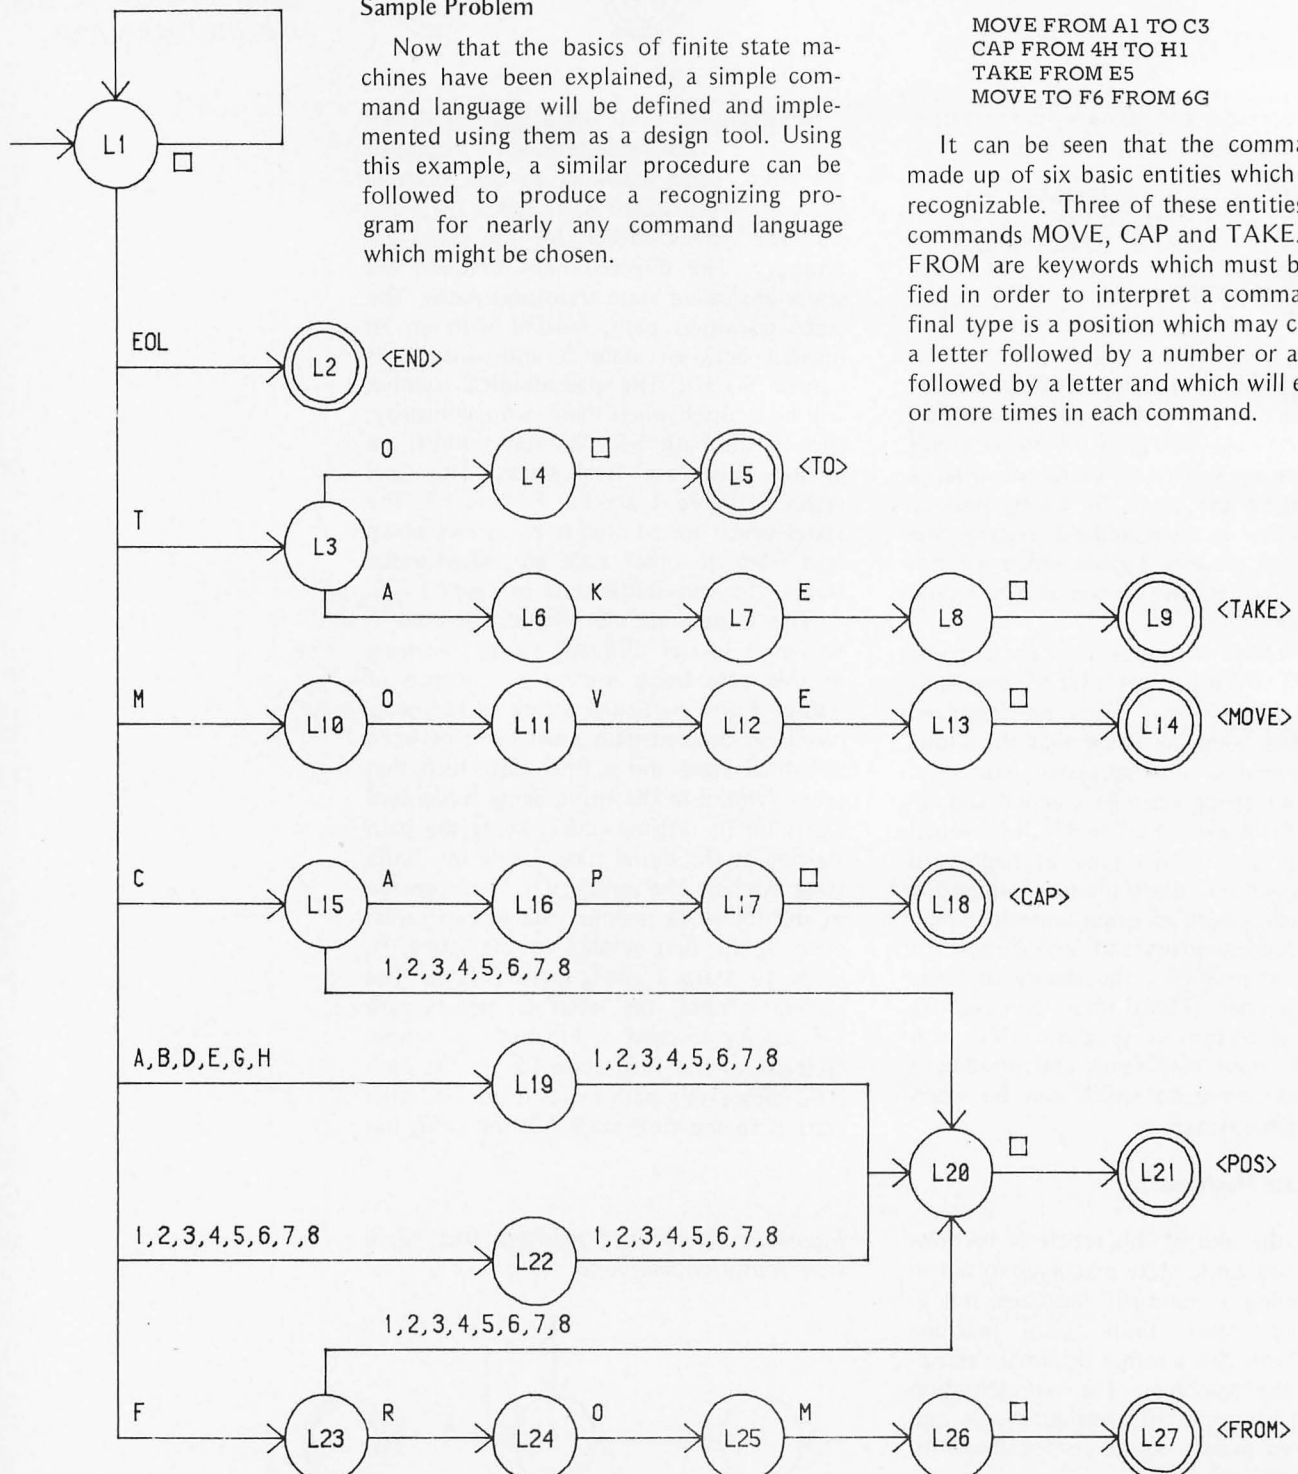 Sample Problem
Now that the basics of finite state ma-
chines have been explained, a simple com-
mand language will be defined and imple-
mented using them as a design tool. Using
this example, a similar procedure can be
followed to produce a recognizing pro-
gram for nearly any command language
which might be chosen.
MOVE FROM A1 TO C3
CAP FROM 4H TO H1
TAKE FROM E5
MOVE TO F6 FROM 6G
It can be seen that the comma
made up of six basic entities which
recognizable. Three of these entities
commands MOVE, CAP and TAKE.
FROM are keywords which must b
fied in order to interpret a comma
final type is a position which may c
a letter followed by a number or a
followed by a letter and which will e
or more times in each command.
L1 □
EOL L2 <END>
O L4 □ L5 <TO>
T L3
A L6 K L7 E L8 □ L9 <TAKE>
M L10 O L11 V L12 E L13 □ L14 <MOVE>
C L15 A L16 P L17 □ L18 <CAP>
1,2,3,4,5,6,7,8
A,B,D,E,G,H L19 1,2,3,4,5,6,7,8
L20 □ L21 <POS>
1,2,3,4,5,6,7,8 L22 1,2,3,4,5,6,7,8
1,2,3,4,5,6,7,8
F L23 R L24 O L25 M L26 □ L27 <FROM>